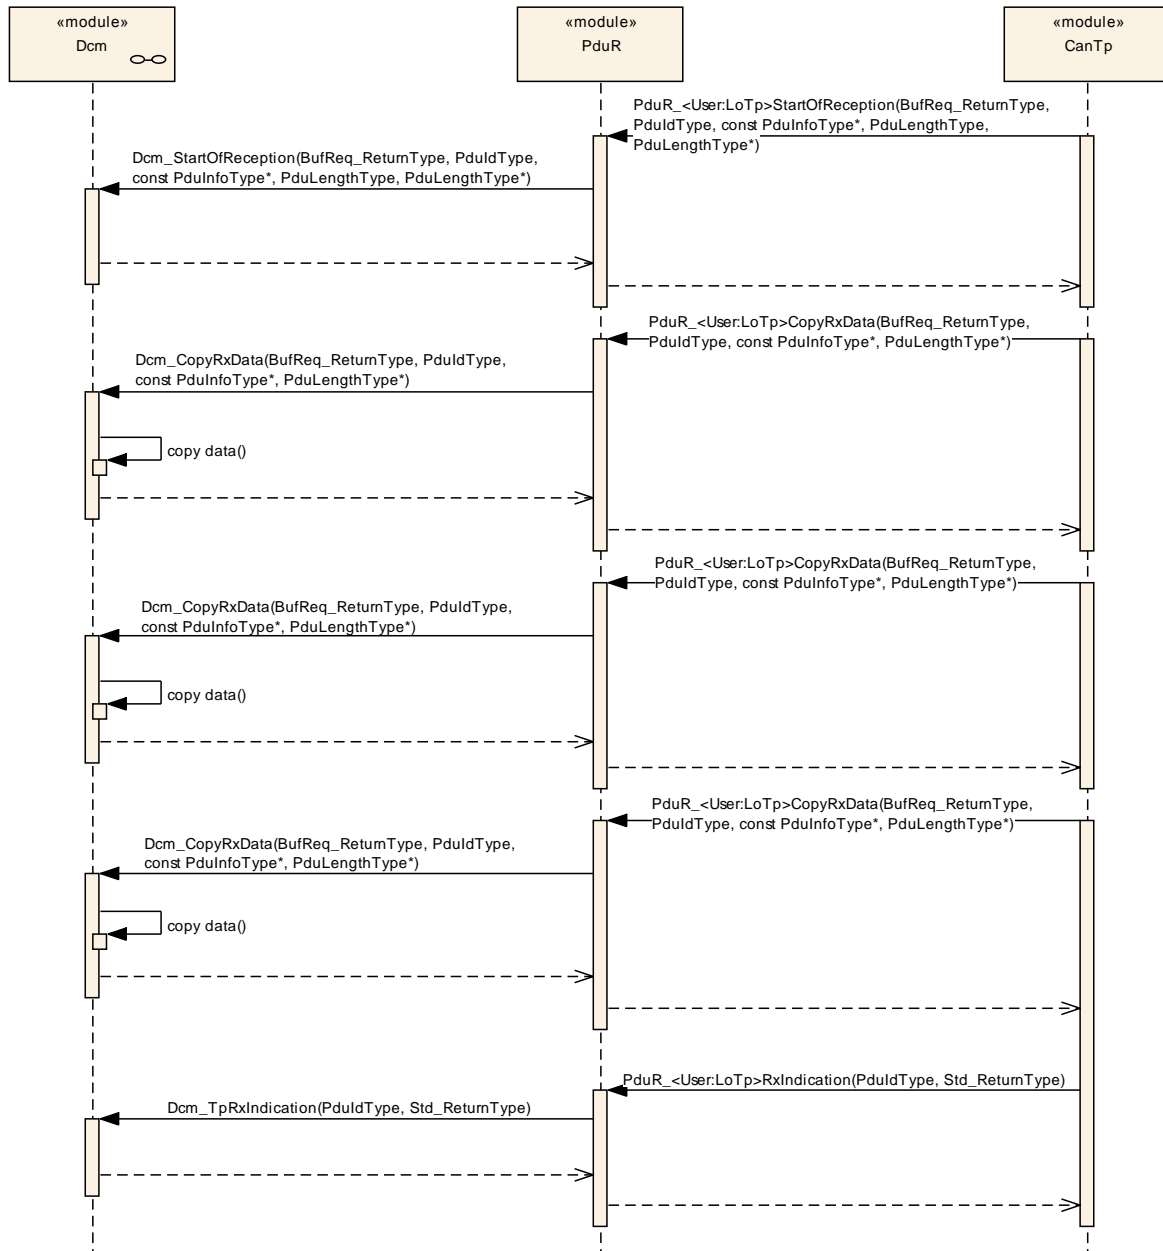 «module»
Dcm
«module»
PduR
«module»
CanTp
PduR_<User:LoTp>StartOfReception(BufReq_ReturnType,
PduIdType, const PduInfoType*, PduLengthType,
PduLengthType*)
Dcm_StartOfReception(BufReq_ReturnType, PduIdType,
const PduInfoType*, PduLengthType, PduLengthType*)
PduR_<User:LoTp>CopyRxData(BufReq_ReturnType,
PduIdType, const PduInfoType*, PduLengthType*)
Dcm_CopyRxData(BufReq_ReturnType, PduIdType,
const PduInfoType*, PduLengthType*)
copy data()
PduR_<User:LoTp>CopyRxData(BufReq_ReturnType,
PduIdType, const PduInfoType*, PduLengthType*)
Dcm_CopyRxData(BufReq_ReturnType, PduIdType,
const PduInfoType*, PduLengthType*)
copy data()
PduR_<User:LoTp>CopyRxData(BufReq_ReturnType,
PduIdType, const PduInfoType*, PduLengthType*)
Dcm_CopyRxData(BufReq_ReturnType, PduIdType,
const PduInfoType*, PduLengthType*)
copy data()
PduR_<User:LoTp>RxIndication(PduIdType, Std_ReturnType)
Dcm_TpRxIndication(PduIdType, Std_ReturnType)